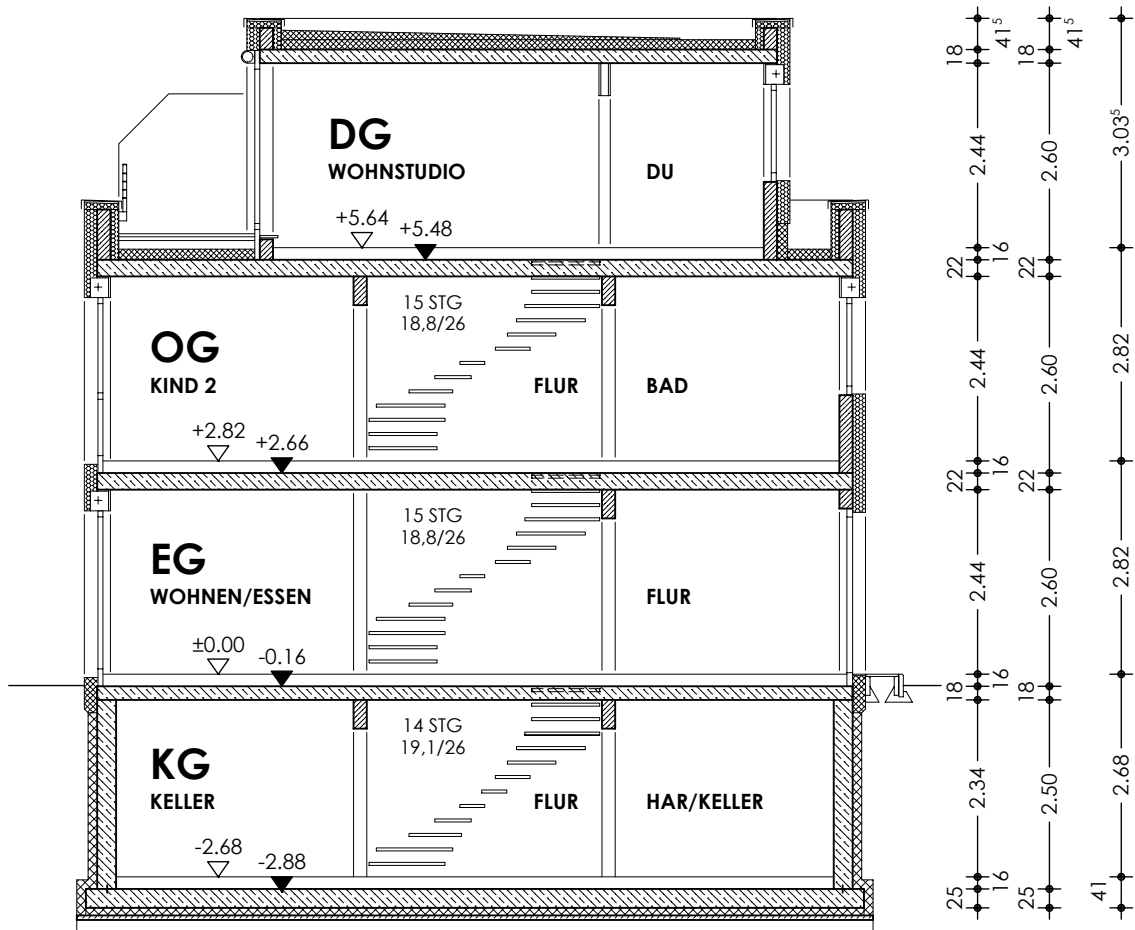 DG
WOHNSTUDIO
DU
+5.64
+5.48
15 STG
18,8/26
OG
KIND 2
FLUR
BAD
+2.82
+2.66
15 STG
18,8/26
EG
WOHNEN/ESSEN
FLUR
±0.00
-0.16
14 STG
19,1/26
KG
KELLER
FLUR
HAR/KELLER
-2.68
-2.88
41⁵
18
2.44
16
22
2.44
16
22
2.44
16
18
2.34
16
25
41⁵
18
2.60
22
2.60
22
2.60
18
2.50
25
3.03⁵
2.82
2.82
2.68
41